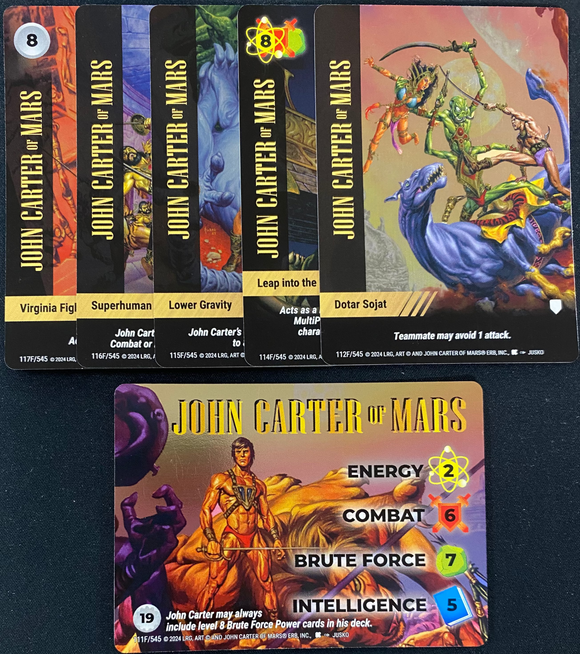 8
JOHN CARTER OF MARS
Virginia Figh
117F/545 © 2024 LRG,
JOHN CARTER OF MARS
Superhuman
John Cart
Combat or
116F/545 © 2024 LRG,
JOHN CARTER OF MARS
Lower Gravity
John Carter's
to
115F/545 © 2024 LRG, A
8
JOHN CARTER OF MARS
Leap into the
Acts as a
MultiP
chara
114F/545 © 2024 LRG,
JOHN CARTER OF MARS
Dotar Sojat
Teammate may avoid 1 attack.
112F/545 © 2024 LRG, ART © AND JOHN CARTER OF MARS® ERB, INC., JUSKO
JOHN CARTER OF MARS
ENERGY 2
COMBAT 6
BRUTE FORCE 7
INTELLIGENCE 5
19
John Carter may always
include level 8 Brute Force Power cards in his deck.
11F/545 © 2024 LRG, ART © AND JOHN CARTER OF MARS® ERB, INC., JUSKO